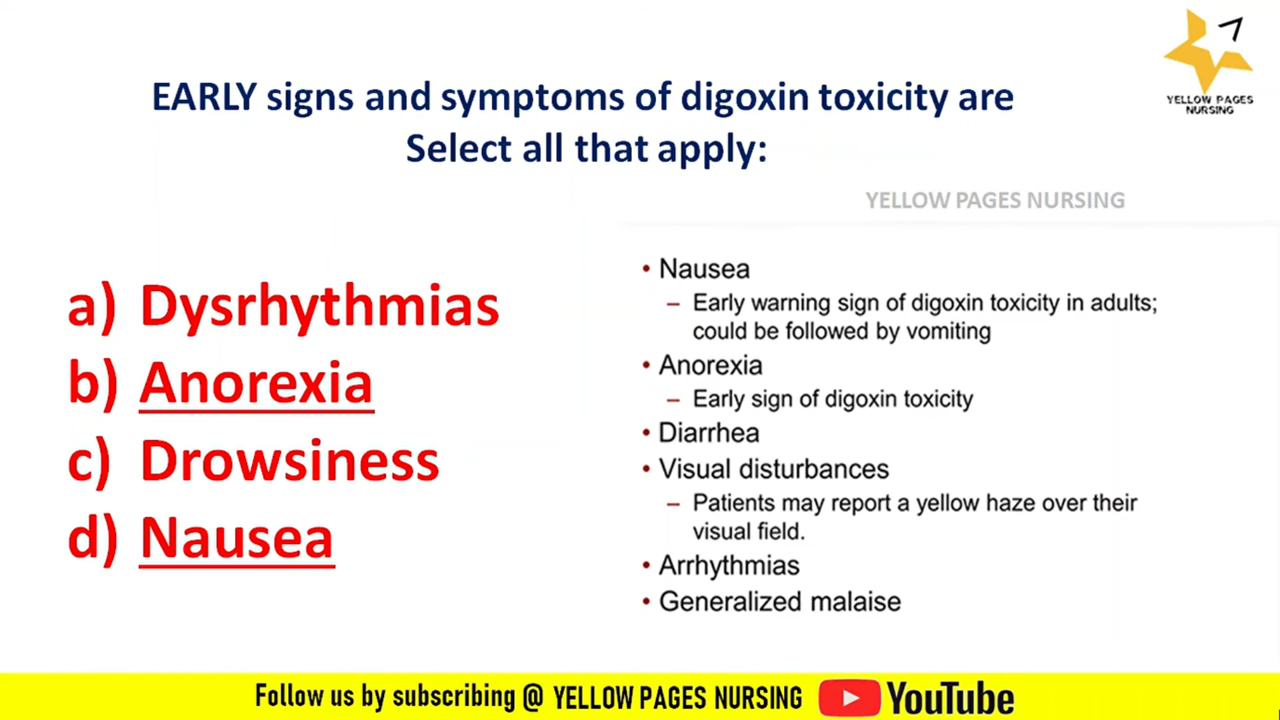 YELLOW PAGES
NURSING
EARLY signs and symptoms of digoxin toxicity are
Select all that apply:
YELLOW PAGES NURSING
a) Dysrhythmias
b) Anorexia
c) Drowsiness
d) Nausea
• Nausea
– Early warning sign of digoxin toxicity in adults;
could be followed by vomiting
• Anorexia
– Early sign of digoxin toxicity
• Diarrhea
• Visual disturbances
– Patients may report a yellow haze over their
visual field.
• Arrhythmias
• Generalized malaise
Follow us by subscribing @ YELLOW PAGES NURSING YouTube